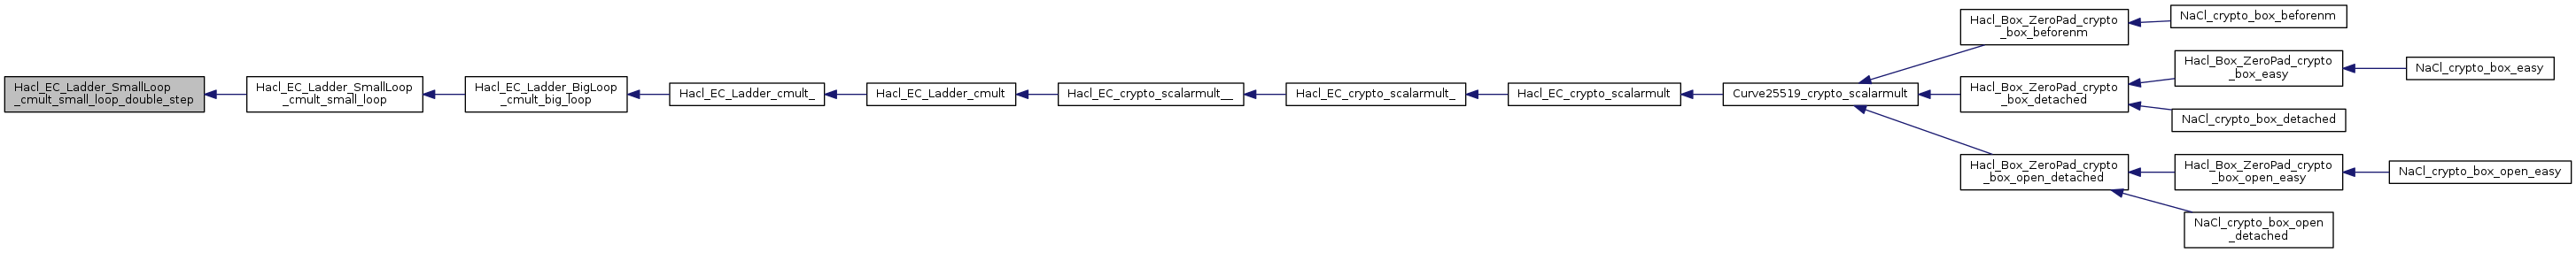 Hacl_EC_Ladder_SmallLoop
_cmult_small_loop_double_step
Hacl_EC_Ladder_SmallLoop
_cmult_small_loop
Hacl_EC_Ladder_BigLoop
_cmult_big_loop
Hacl_EC_Ladder_cmult_
Hacl_EC_Ladder_cmult
Hacl_EC_crypto_scalarmult__
Hacl_EC_crypto_scalarmult_
Hacl_EC_crypto_scalarmult
Curve25519_crypto_scalarmult
Hacl_Box_ZeroPad_crypto
_box_beforenm
NaCl_crypto_box_beforenm
Hacl_Box_ZeroPad_crypto
_box_detached
Hacl_Box_ZeroPad_crypto
_box_easy
NaCl_crypto_box_easy
NaCl_crypto_box_detached
Hacl_Box_ZeroPad_crypto
_box_open_detached
Hacl_Box_ZeroPad_crypto
_box_open_easy
NaCl_crypto_box_open_easy
NaCl_crypto_box_open
_detached